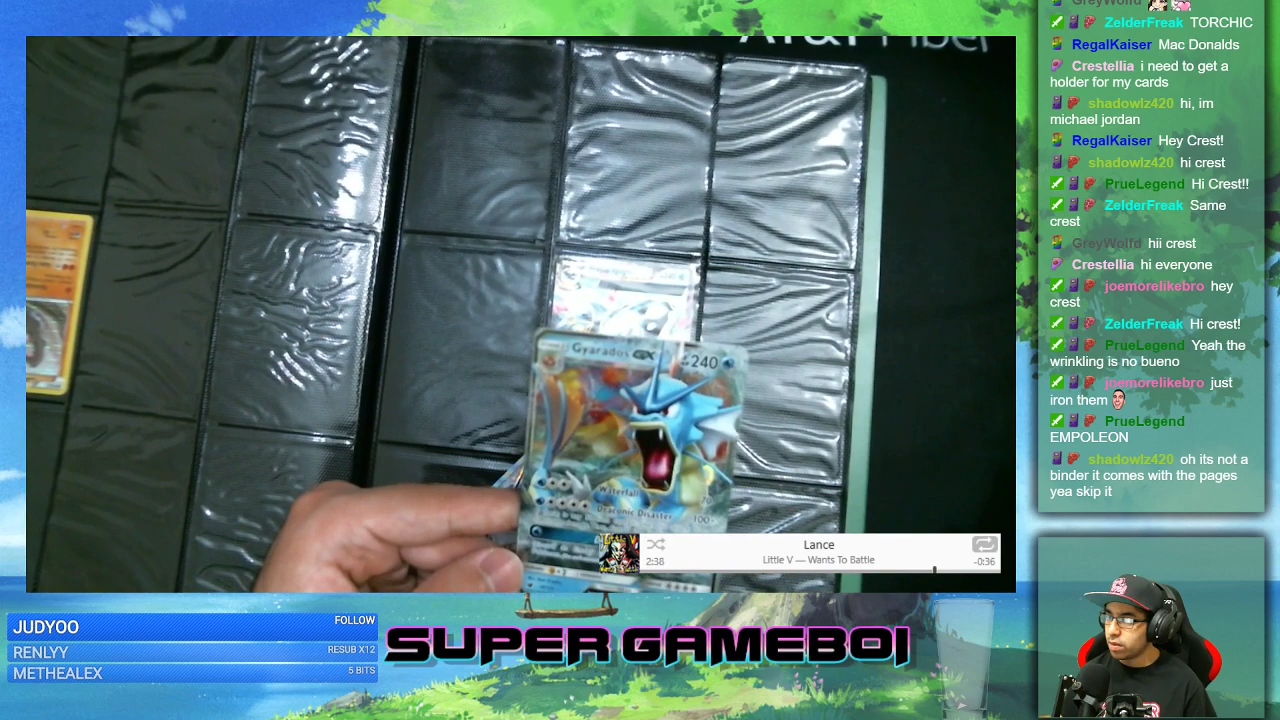 AT&T Fiber
Gyarados GX 240
Waterfall 70
Draconic Disaster 100
Lance
2:38 Little V — Wants To Battle -0:36
GreyWolfd
ZelderFreak TORCHIC
RegalKaiser Mac Donalds
Crestellia i need to get a
holder for my cards
shadowlz420 hi, im
michael jordan
RegalKaiser Hey Crest!
shadowlz420 hi crest
PrueLegend Hi Crest!!
ZelderFreak Same
crest
GreyWolfd hii crest
Crestellia hi everyone
joemorelikebro hey
crest
ZelderFreak Hi crest!
PrueLegend Yeah the
wrinkling is no bueno
joemorelikebro just
iron them
PrueLegend
EMPOLEON
shadowlz420 oh its not a
binder it comes with the pages
yea skip it
JUDYOO FOLLOW
RENLYY RESUB X12
METHEALEX 5 BITS
SUPER GAMEBOI